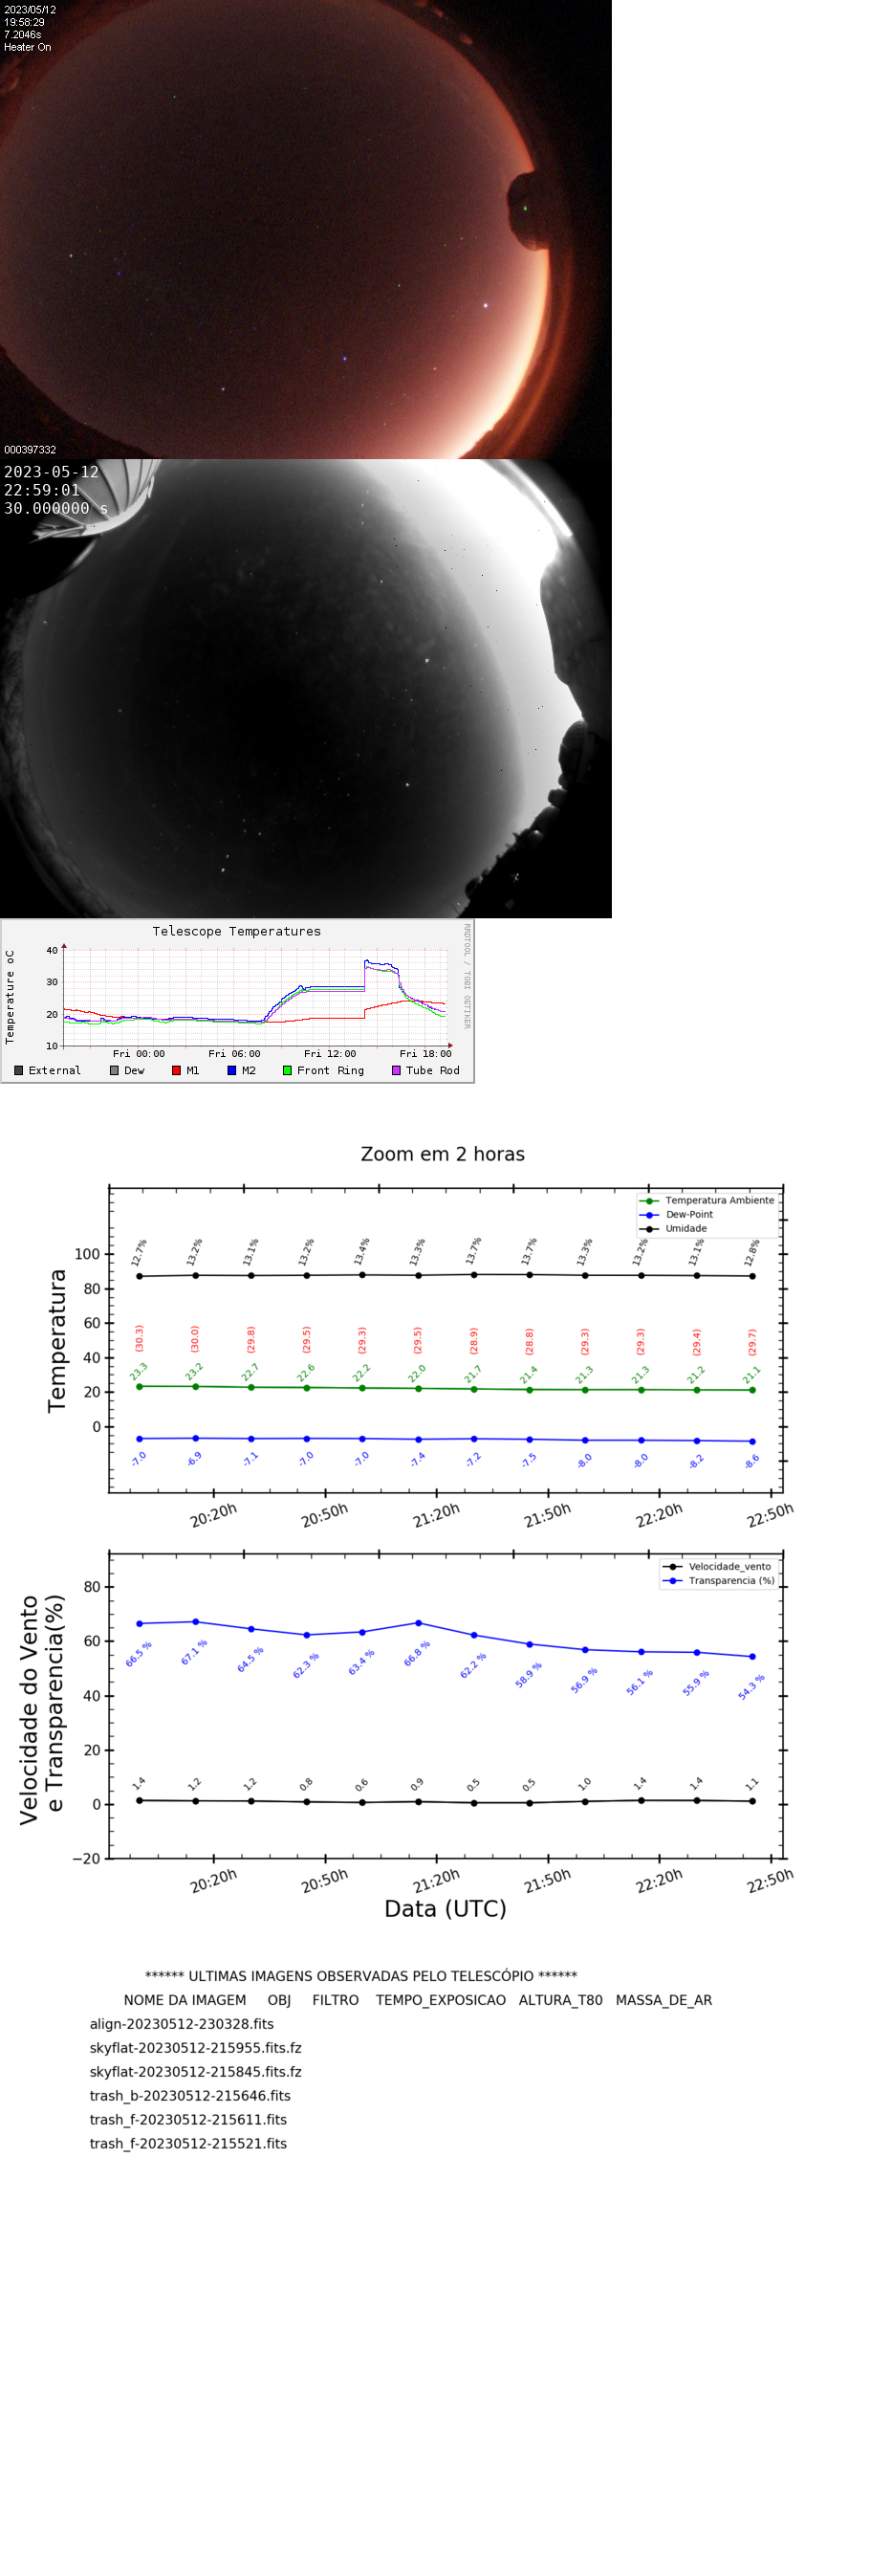 2023/05/12
19:58:29
7.2046s
Heater On
000397332
2023-05-12
22:59:01
30.000000 s
Telescope Temperatures
RRDTOOL / TOBI OETIKER
Temperature oC
40
30
20
10
Fri 00:00 Fri 06:00 Fri 12:00 Fri 18:00
External Dew M1 M2 Front Ring Tube Rod
Zoom em 2 horas
Temperatura Ambiente
Dew-Point
Umidade
Temperatura
100
80
60
40
20
0
12.7% 13.2% 13.1% 13.2% 13.4% 13.3% 13.7% 13.7% 13.3% 13.2% 13.1% 12.8%
(30.3) (30.0) (29.8) (29.5) (29.3) (29.5) (28.9) (28.8) (29.3) (29.3) (29.4) (29.7)
23.3 23.2 22.7 22.6 22.2 22.0 21.7 21.4 21.3 21.3 21.2 21.1
-7.0 -6.9 -7.1 -7.0 -7.0 -7.4 -7.2 -7.5 -8.0 -8.0 -8.2 -8.6
20:20h 20:50h 21:20h 21:50h 22:20h 22:50h
Velocidade_vento
Transparencia (%)
Velocidade do Vento
e Transparencia(%)
80
60
40
20
0
−20
66.5 % 67.1 % 64.5 % 62.3 % 63.4 % 66.8 % 62.2 % 58.9 % 56.9 % 56.1 % 55.9 % 54.3 %
1.4 1.2 1.2 0.8 0.6 0.9 0.5 0.5 1.0 1.4 1.4 1.1
20:20h 20:50h 21:20h 21:50h 22:20h 22:50h
Data (UTC)
****** ULTIMAS IMAGENS OBSERVADAS PELO TELESCÓPIO ******
NOME DA IMAGEM OBJ FILTRO TEMPO_EXPOSICAO ALTURA_T80 MASSA_DE_AR
align-20230512-230328.fits
skyflat-20230512-215955.fits.fz
skyflat-20230512-215845.fits.fz
trash_b-20230512-215646.fits
trash_f-20230512-215611.fits
trash_f-20230512-215521.fits